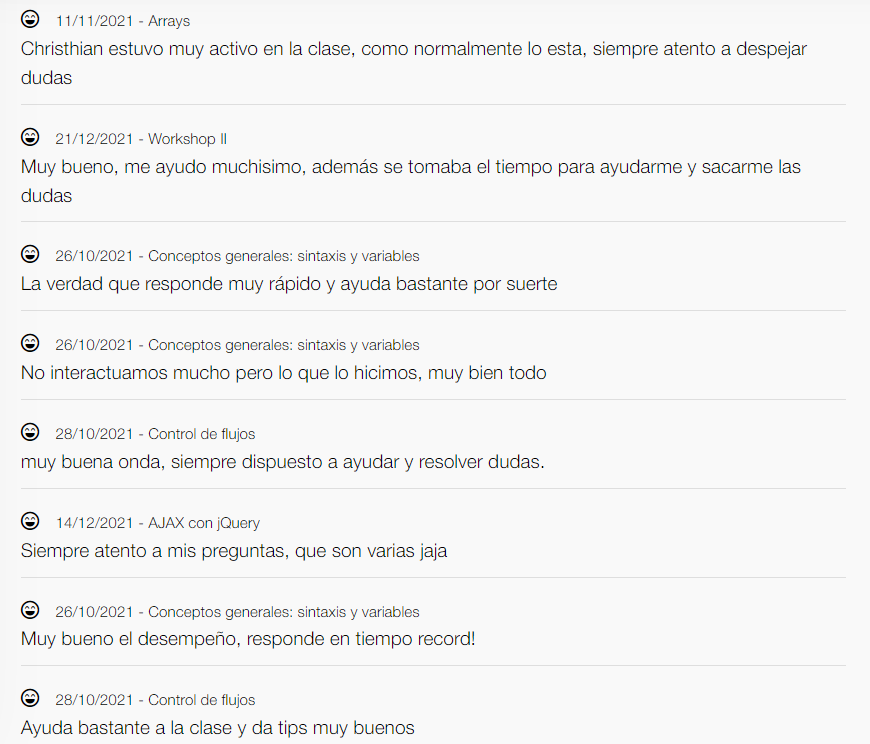 11/11/2021 - Arrays
Christhian estuvo muy activo en la clase, como normalmente lo esta, siempre atento a despejar
dudas
21/12/2021 - Workshop II
Muy bueno, me ayudo muchisimo, además se tomaba el tiempo para ayudarme y sacarme las
dudas
26/10/2021 - Conceptos generales: sintaxis y variables
La verdad que responde muy rápido y ayuda bastante por suerte
26/10/2021 - Conceptos generales: sintaxis y variables
No interactuamos mucho pero lo que lo hicimos, muy bien todo
28/10/2021 - Control de flujos
muy buena onda, siempre dispuesto a ayudar y resolver dudas.
14/12/2021 - AJAX con jQuery
Siempre atento a mis preguntas, que son varias jaja
26/10/2021 - Conceptos generales: sintaxis y variables
Muy bueno el desempeño, responde en tiempo record!
28/10/2021 - Control de flujos
Ayuda bastante a la clase y da tips muy buenos